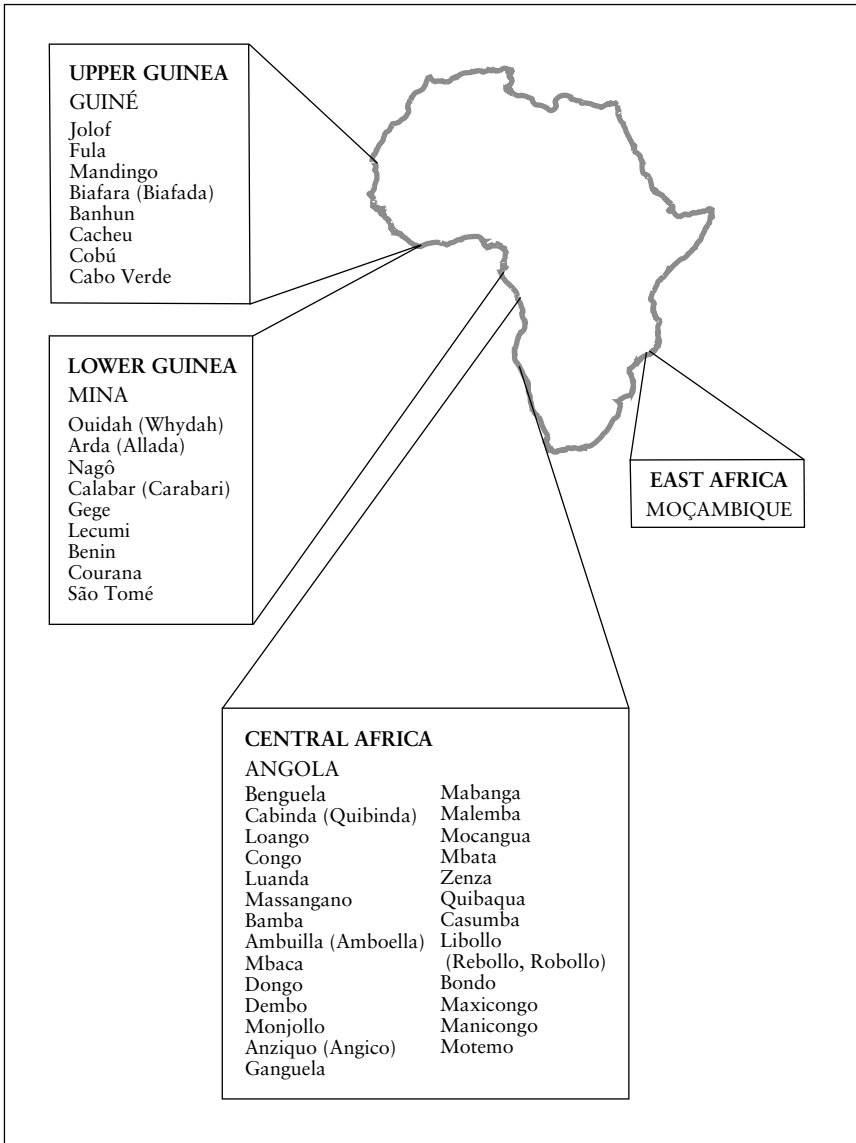 UPPER GUINEA
GUINÉ
Jolof
Fula
Mandingo
Biafara (Biafada)
Banhun
Cacheu
Cobú
Cabo Verde
LOWER GUINEA
MINA
Ouidah (Whydah)
Arda (Allada)
Nagô
Calabar (Carabari)
Gege
Lecumi
Benin
Courana
São Tomé
EAST AFRICA
MOÇAMBIQUE
CENTRAL AFRICA
ANGOLA
Benguela
Cabinda (Quibinda)
Loango
Congo
Luanda
Massangano
Bamba
Ambuilla (Amboella)
Mbaca
Dongo
Dembo
Monjollo
Anziquo (Angico)
Ganguela
Mabanga
Malemba
Mocangua
Mbata
Zenza
Quibaqua
Casumba
Libollo
(Rebollo, Robollo)
Bondo
Maxicongo
Manicongo
Motemo